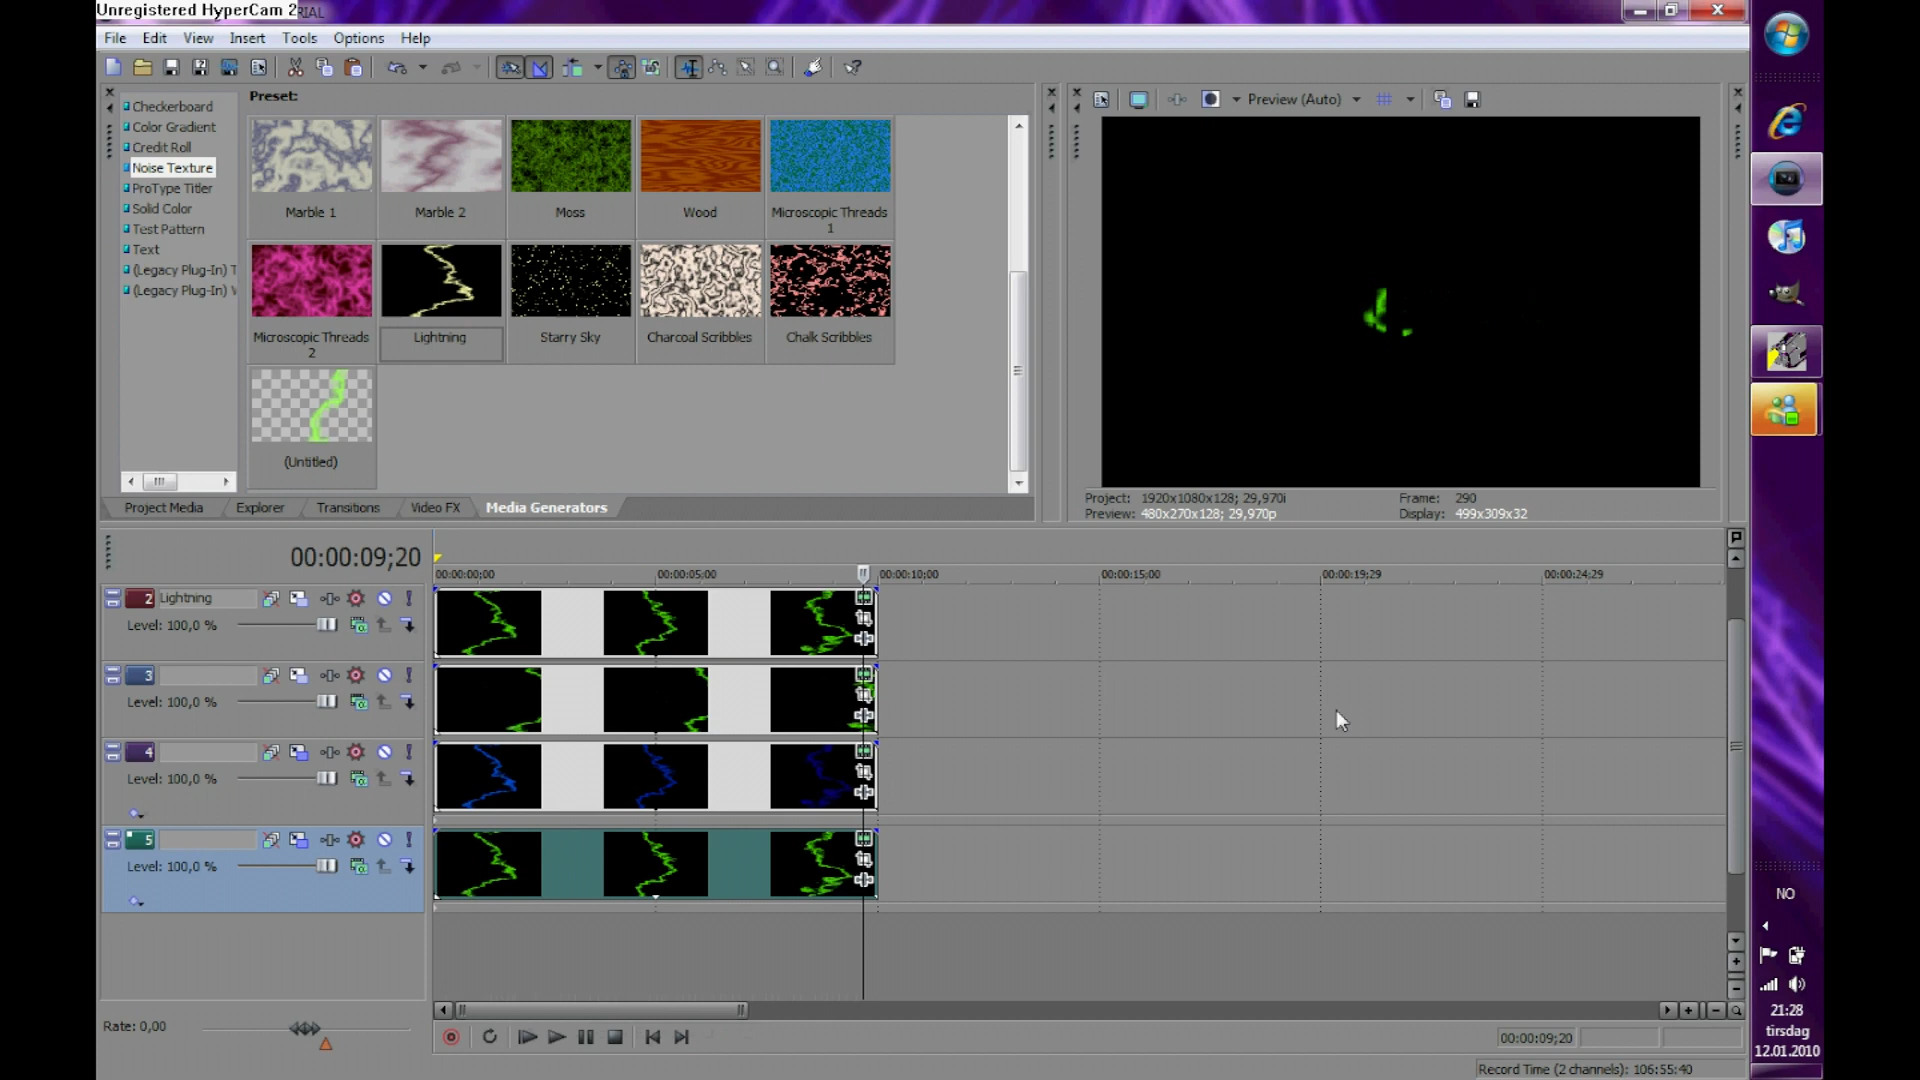 Unregistered HyperCam 2
RIAL
File Edit View Insert Tools Options Help
Preset:
Preview (Auto)
Checkerboard
Color Gradient
Credit Roll
Noise Texture
ProType Titler
Solid Color
Test Pattern
Text
(Legacy Plug-In) T
(Legacy Plug-In)
Marble 1
Marble 2
Moss
Wood
Microscopic Threads
1
Microscopic Threads
2
Lightning
Starry Sky
Charcoal Scribbles
Chalk Scribbles
(Untitled)
Project Media
Explorer
Transitions
Video FX
Media Generators
Project: 1920x1080x128; 29,970i
Frame: 290
Preview: 480x270x128; 29,970p
Display: 499x309x32
00:00:09;20
00:00:00;00
00:00:05;00
00:00:10;00
00:00:15;00
00:00:19;29
00:00:24;29
2 Lightning
Level: 100,0 %
3
Level: 100,0 %
4
Level: 100,0 %
5
Level: 100,0 %
Rate: 0,00
00:00:09;20
Record Time (2 channels): 106:55:40
NO
21:28
tirsdag
12.01.2010